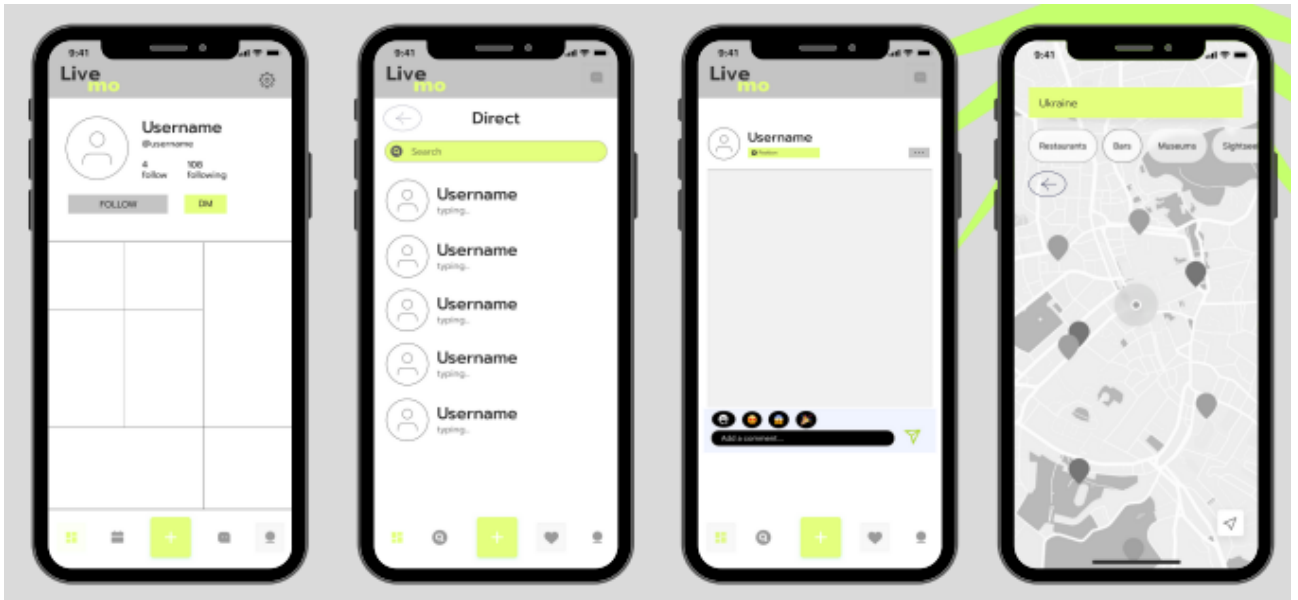 9:41
Live
mo
Username
@username
4
108
follow
following
FOLLOW
DM
9:41
Live
mo
Direct
Search
Username
typing..
Username
typing..
Username
typing..
Username
typing..
Username
typing..
9:41
Live
mo
Username
Add a comment...
9:41
Ukraine
Restaurants
Bars
Museums
Sightsee